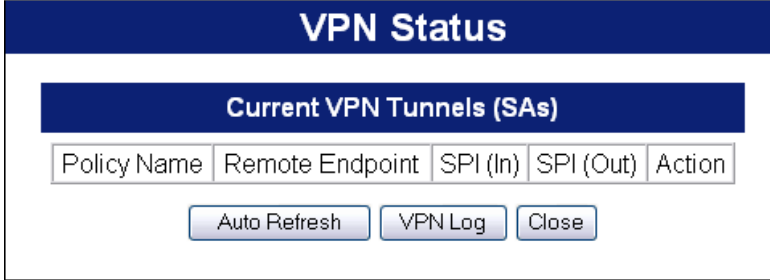 VPN Status
Current VPN Tunnels (SAs)
Policy Name Remote Endpoint SPI (In) SPI (Out) Action
Auto Refresh VPN Log Close